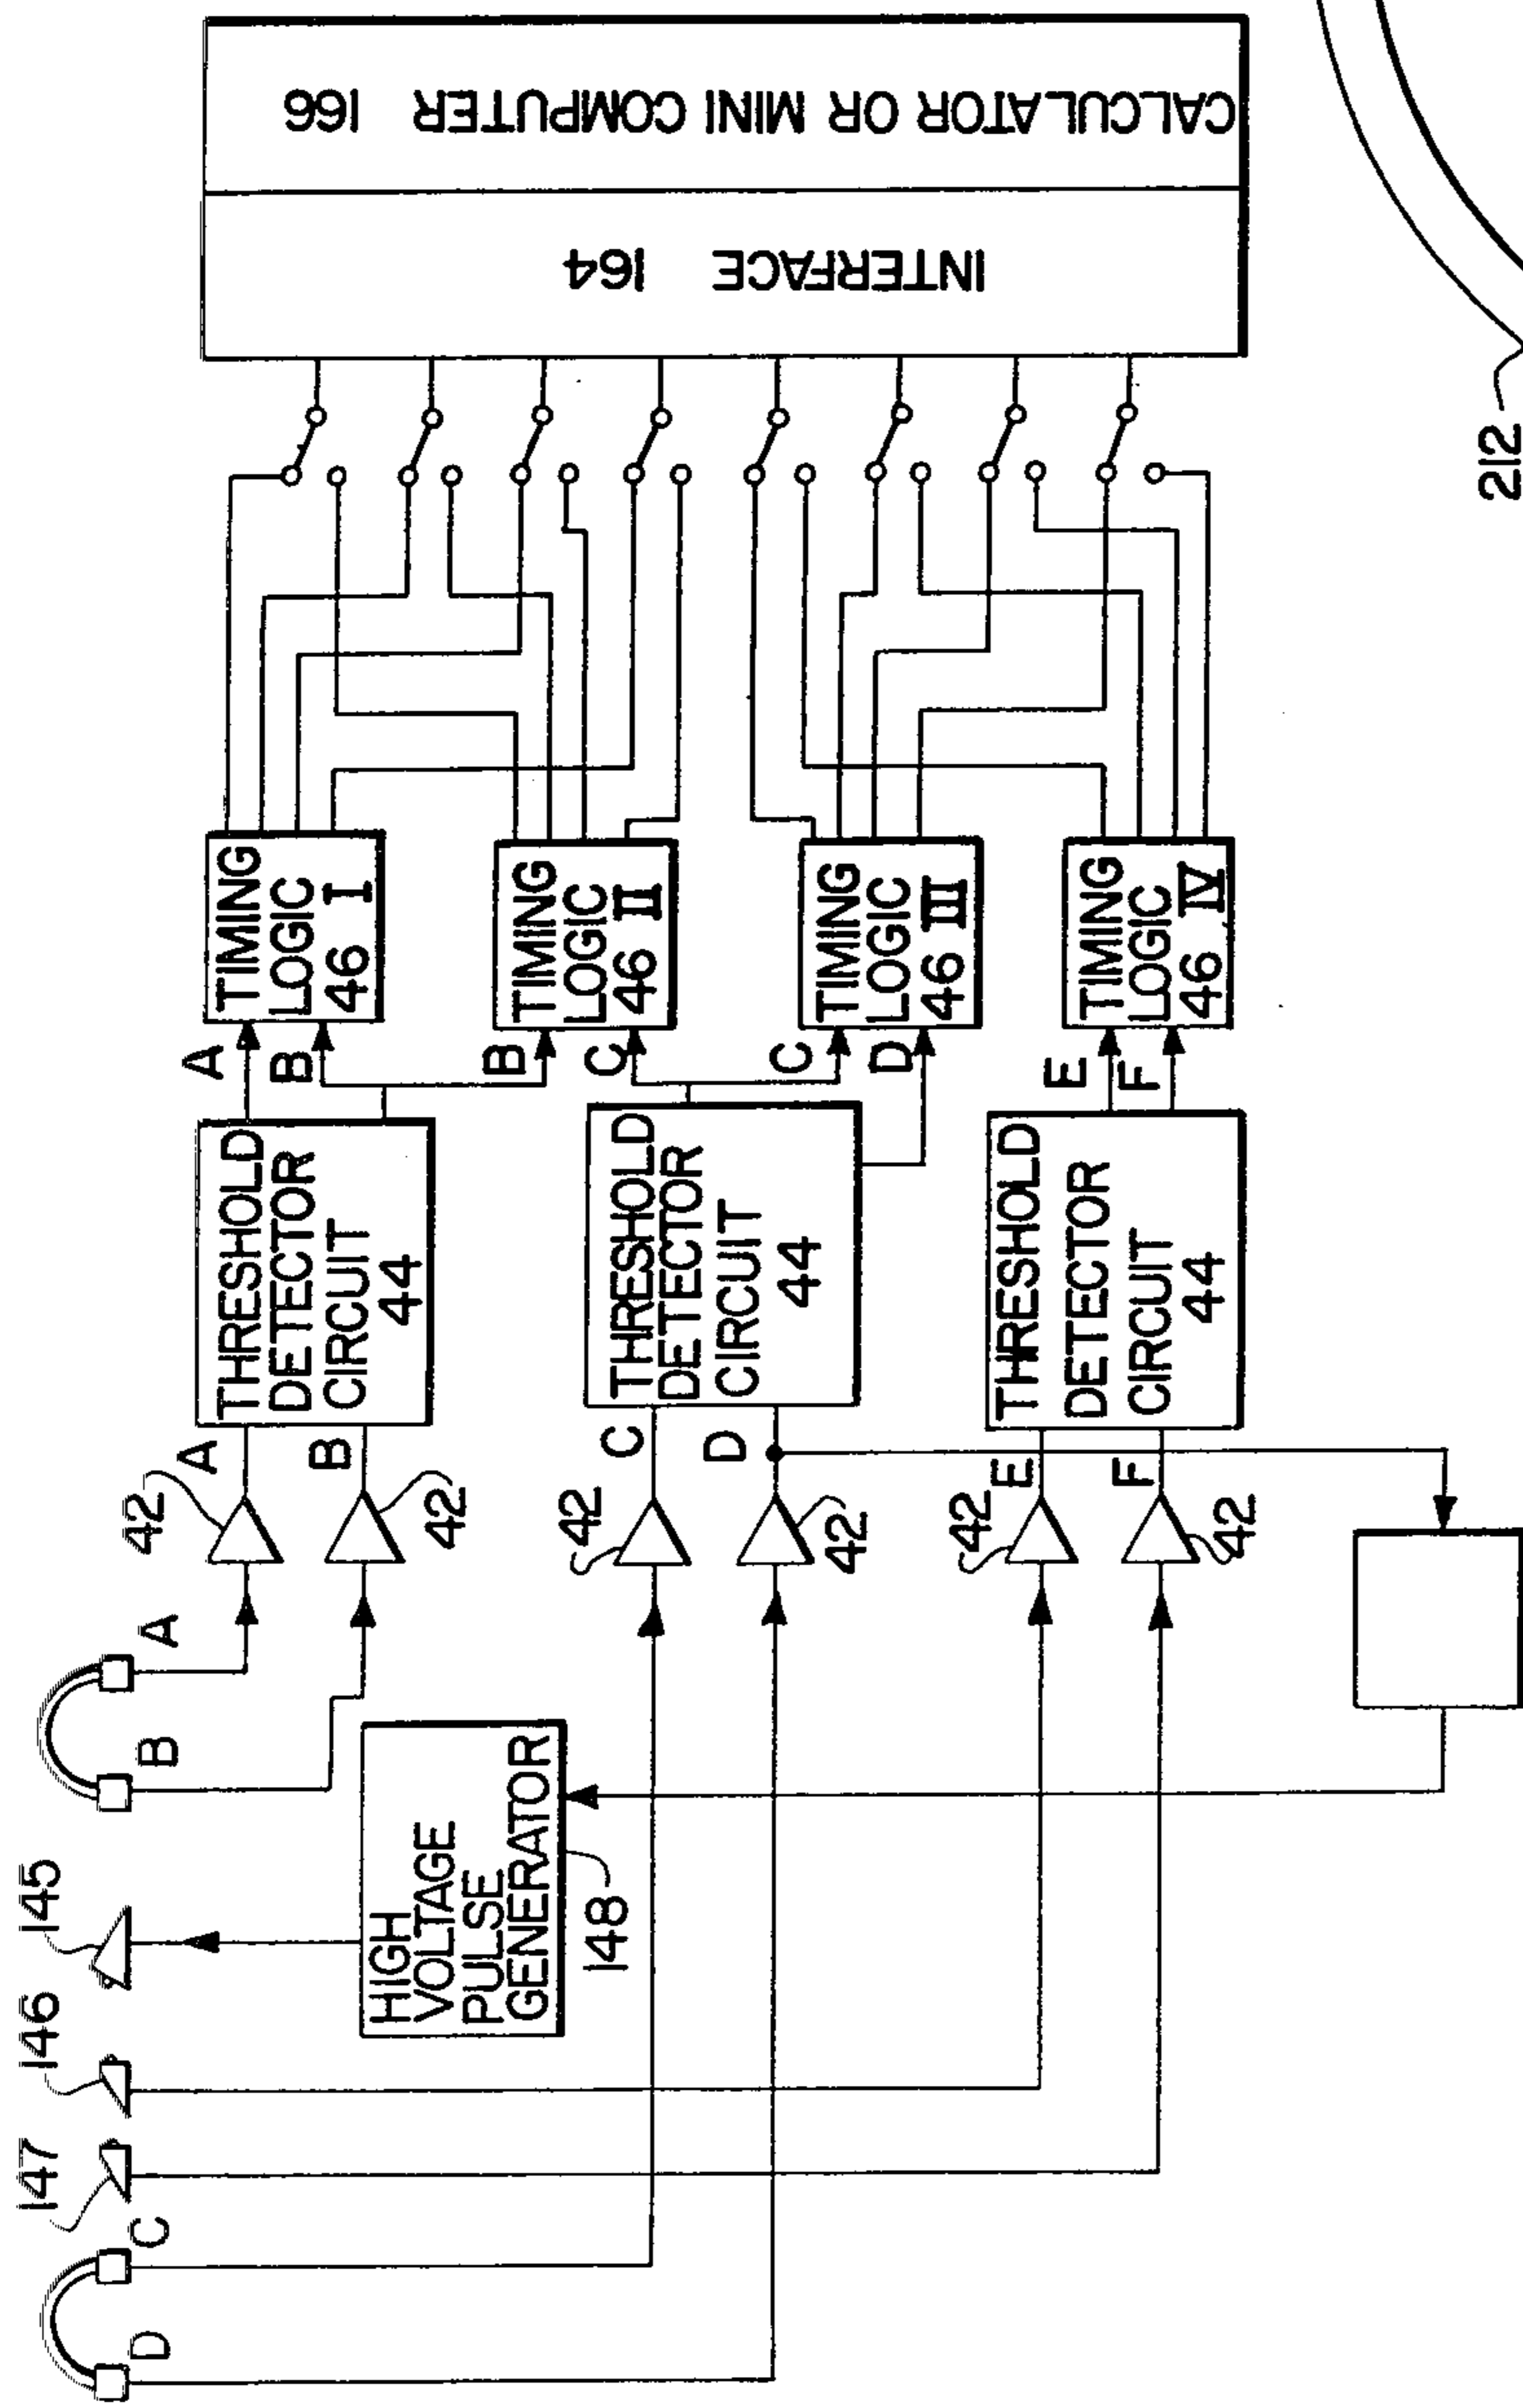 CALCULATOR OR MINI COMPUTER 166
INTERFACE 164
212
TIMING
LOGIC
46 I
TIMING
LOGIC
46 II
TIMING
LOGIC
46 III
TIMING
LOGIC
46 IV
A
B
B
C
C
D
E
F
THRESHOLD
DETECTOR
CIRCUIT
44
THRESHOLD
DETECTOR
CIRCUIT
44
THRESHOLD
DETECTOR
CIRCUIT
44
A
B
C
D
E
F
42
42
42
42
42
42
A
B
145
146
147
C
D
HIGH
VOLTAGE
PULSE
GENERATOR
148